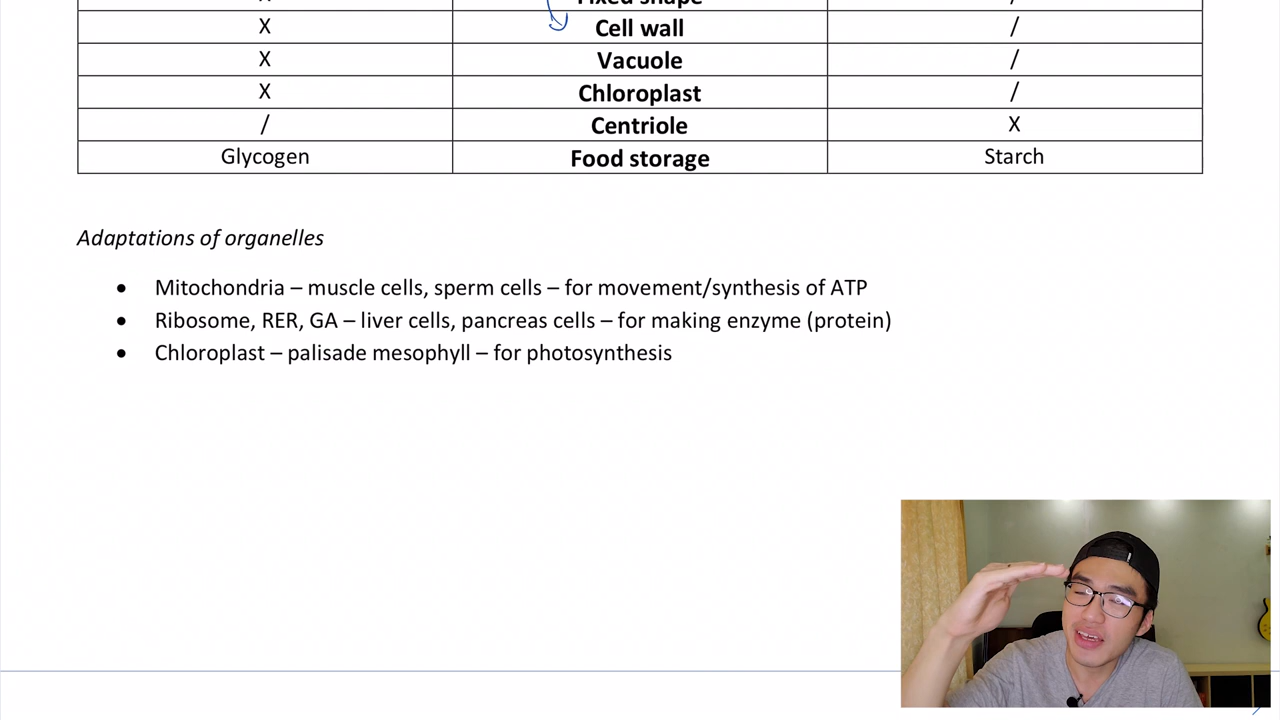 X Fixed shape /
X Cell wall /
X Vacuole /
X Chloroplast /
/ Centriole X
Glycogen Food storage Starch
Adaptations of organelles
• Mitochondria – muscle cells, sperm cells – for movement/synthesis of ATP
• Ribosome, RER, GA – liver cells, pancreas cells – for making enzyme (protein)
• Chloroplast – palisade mesophyll – for photosynthesis